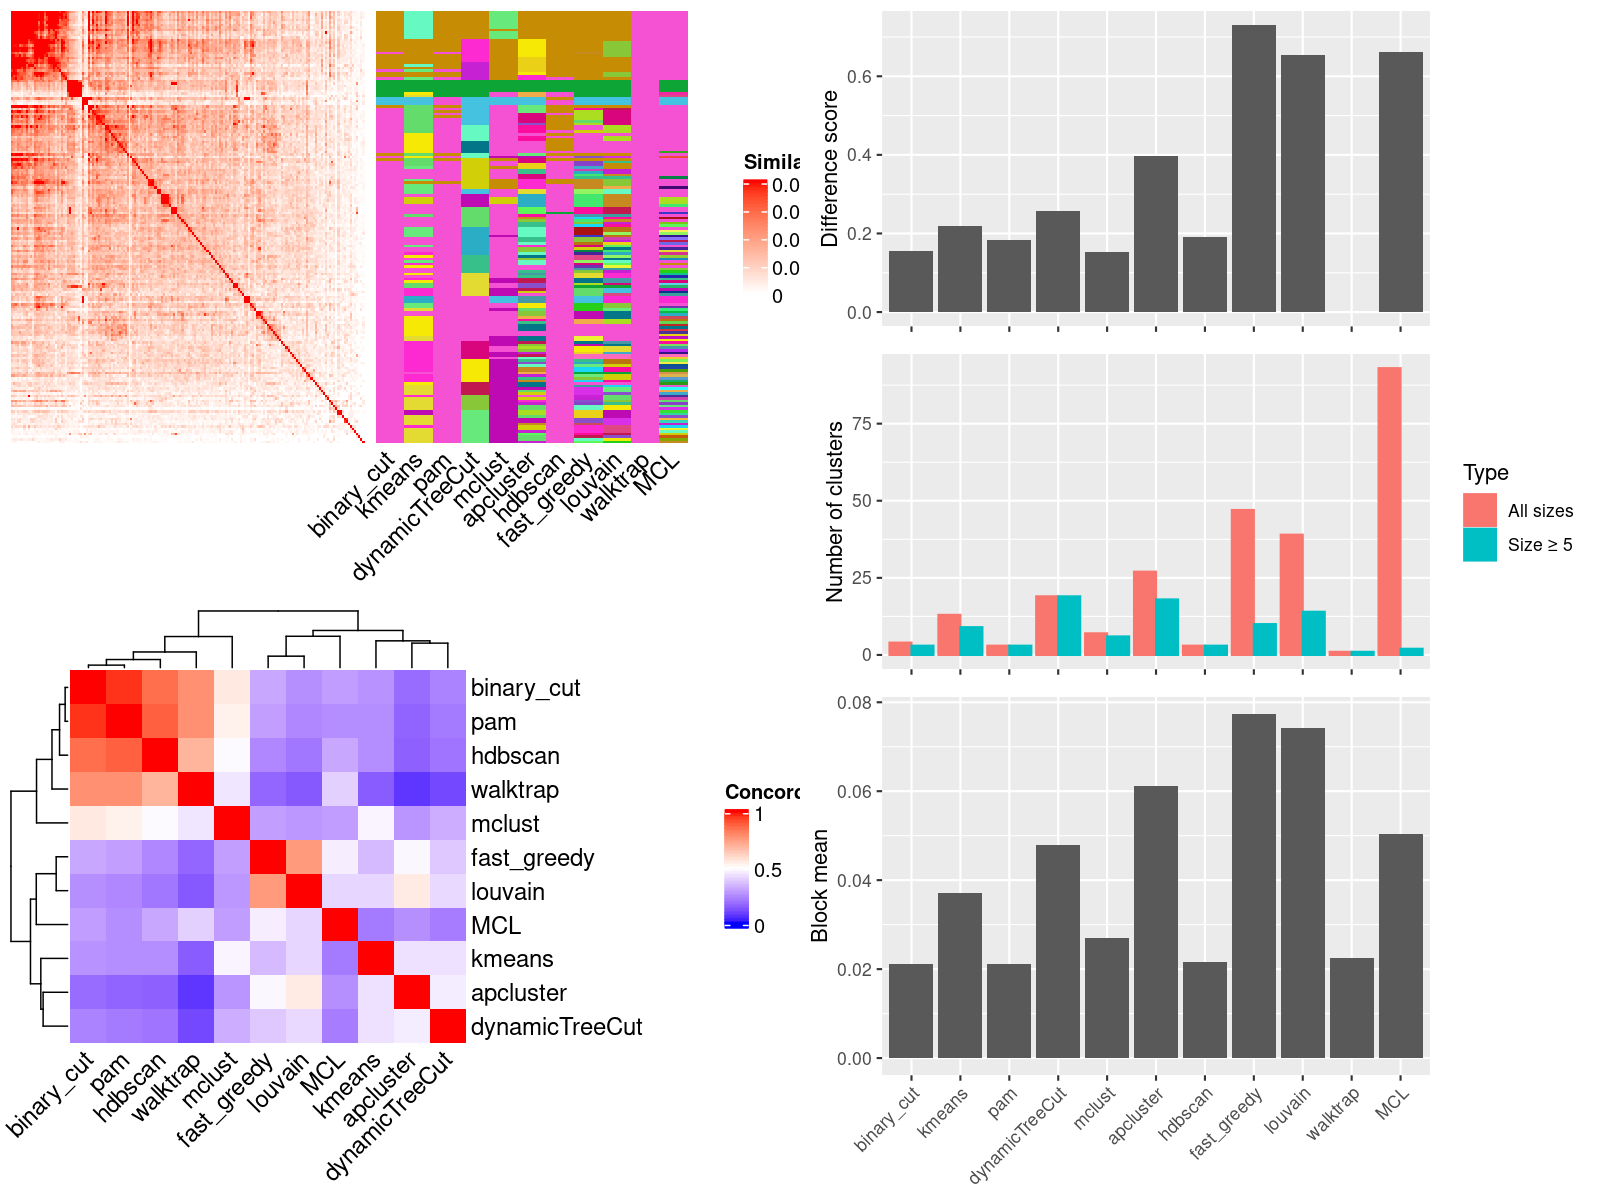 Simila
0.0
0.0
0.0
0.0
0
binary_cut
kmeans
pam
dynamicTreeCut
mclust
apcluster
hdbscan
fast_greedy
louvain
walktrap
MCL
binary_cut
pam
hdbscan
walktrap
mclust
fast_greedy
louvain
MCL
kmeans
apcluster
dynamicTreeCut
binary_cut
pam
hdbscan
walktrap
mclust
fast_greedy
louvain
MCL
kmeans
apcluster
dynamicTreeCut
Concord
1
0.5
0
Difference score
0.6
0.4
0.2
0.0
Number of clusters
75
50
25
0
Type
All sizes
Size ≥ 5
Block mean
0.08
0.06
0.04
0.02
0.00
binary_cut
kmeans
pam
dynamicTreeCut
mclust
apcluster
hdbscan
fast_greedy
louvain
walktrap
MCL